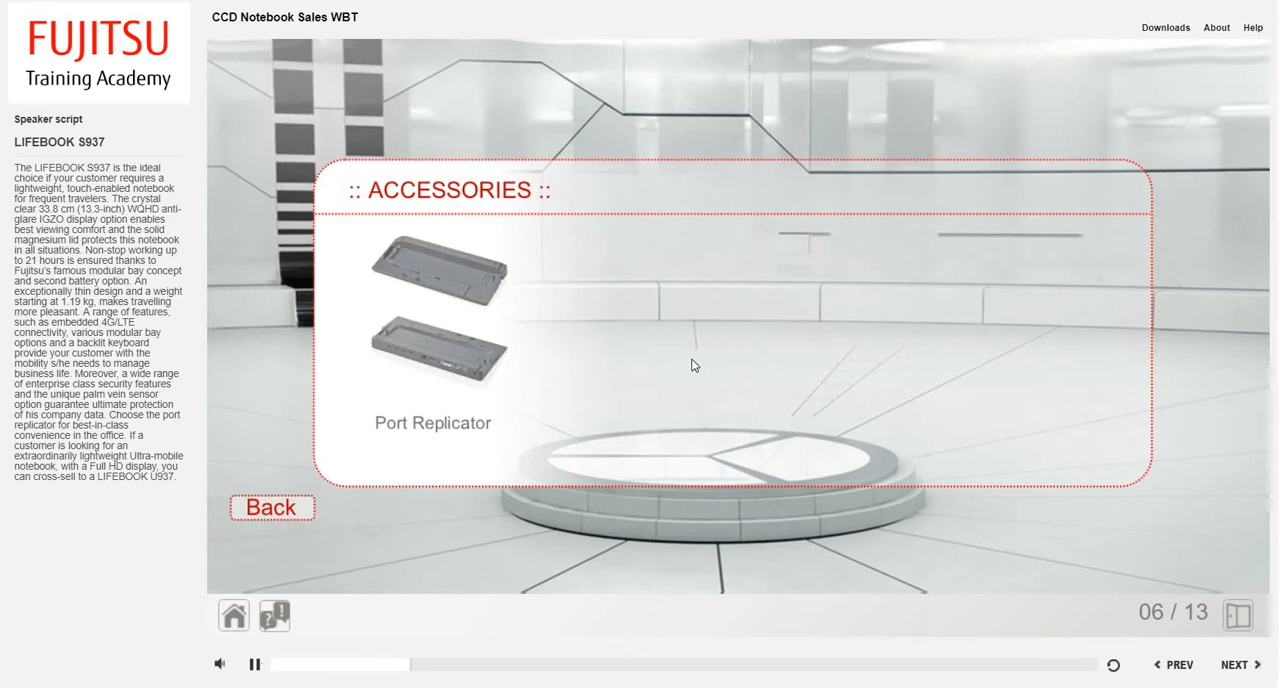 FUJITSU
Training Academy
CCD Notebook Sales WBT
Downloads About Help
Speaker script
LIFEBOOK S937
The LIFEBOOK S937 is the ideal
choice if your customer requires a
lightweight, touch-enabled notebook
for frequent travelers. The crystal
clear 33.8 cm (13.3-inch) WQHD anti-
glare IGZO display option enables
best viewing comfort and the solid
magnesium lid protects this notebook
in all situations. Non-stop working up
to 21 hours is ensured thanks to
Fujitsu's famous modular bay concept
and second battery option. An
exceptionally thin design and a weight
starting at 1.19 kg, makes travelling
more pleasant. A range of features,
such as embedded 4G/LTE
connectivity, various modular bay
options and a backlit keyboard
provide your customer with the
mobility s/he needs to manage
business life. Moreover, a wide range
of enterprise class security features
and the unique palm vein sensor
option guarantee ultimate protection
of his company data. Choose the port
replicator for best-in-class
convenience in the office. If a
customer is looking for an
extraordinarily lightweight Ultra-mobile
notebook, with a Full HD display, you
can cross-sell to a LIFEBOOK U937.
:: ACCESSORIES ::
Port Replicator
Back
06 / 13
PREV NEXT